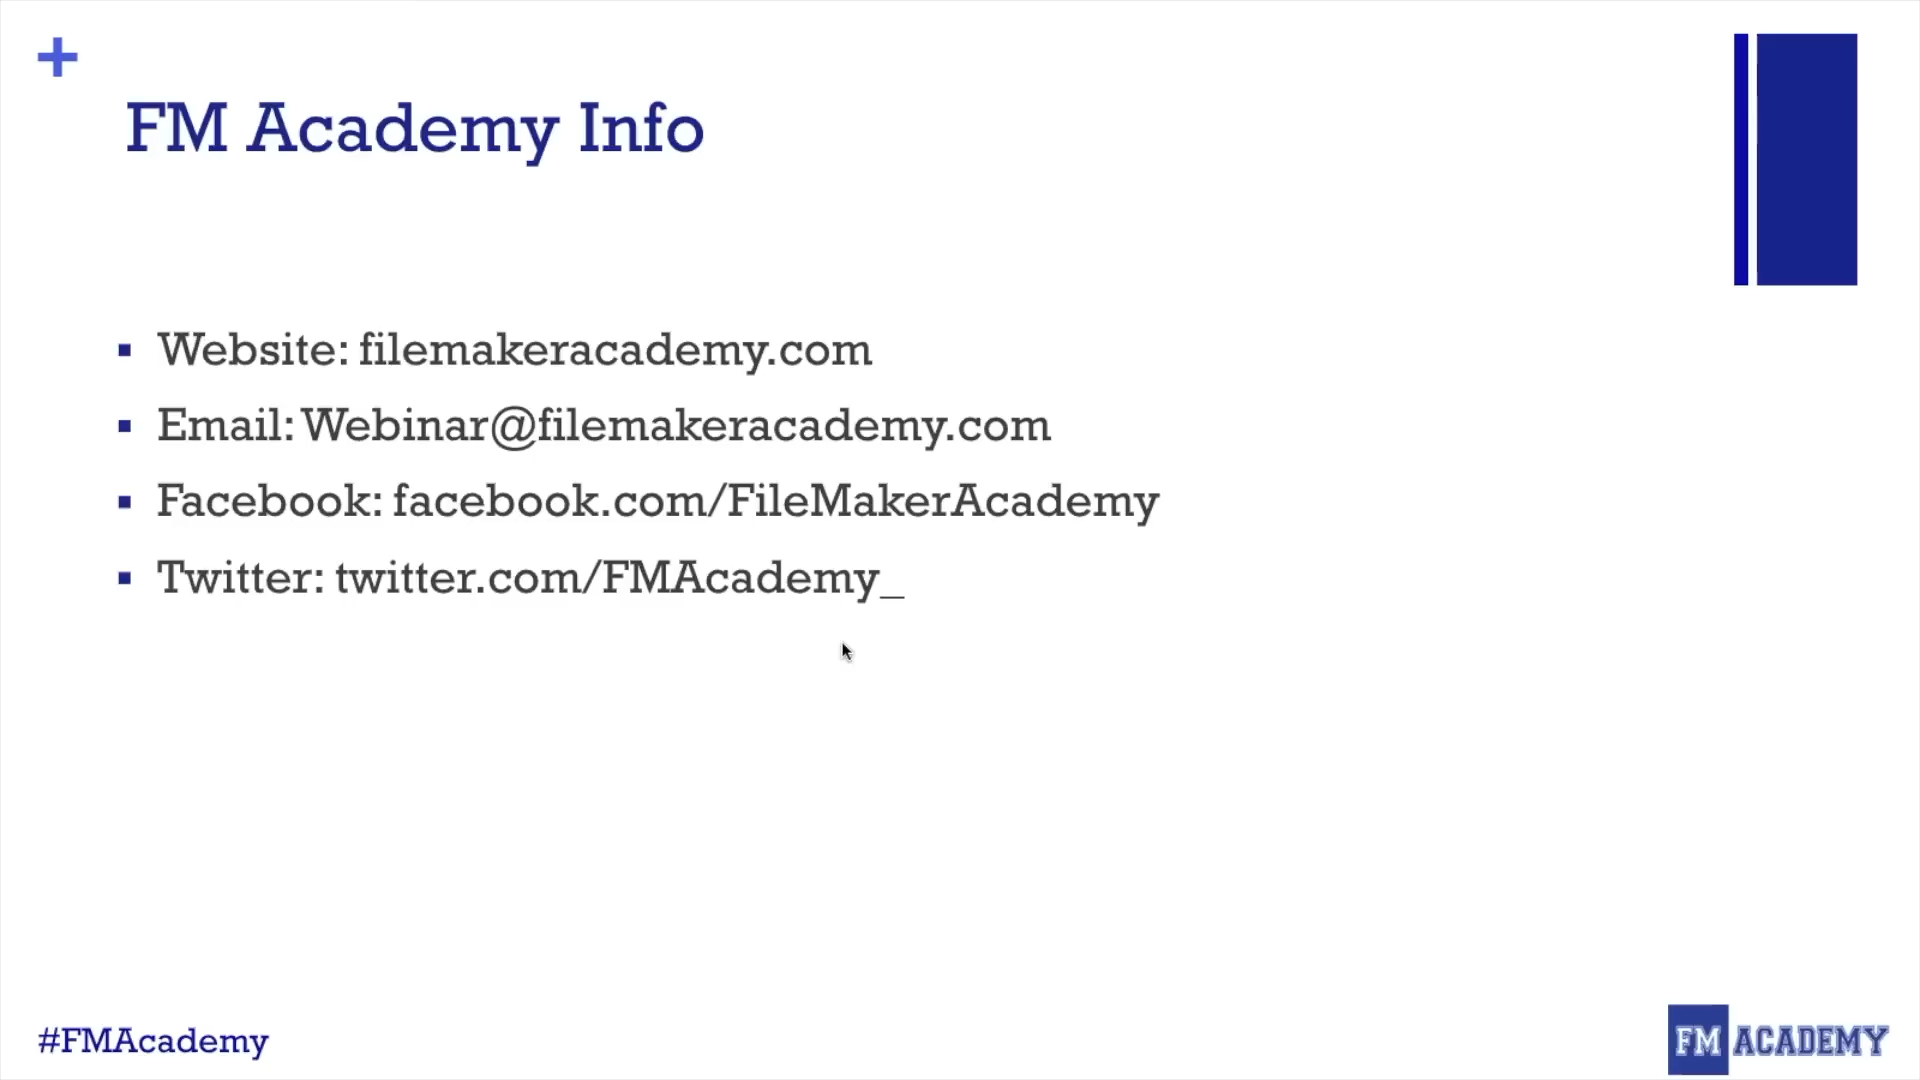 +
FM Academy Info
▪ Website: filemakeracademy.com
▪ Email: Webinar@filemakeracademy.com
▪ Facebook: facebook.com/FileMakerAcademy
▪ Twitter: twitter.com/FMAcademy_
#FMAcademy
FM ACADEMY